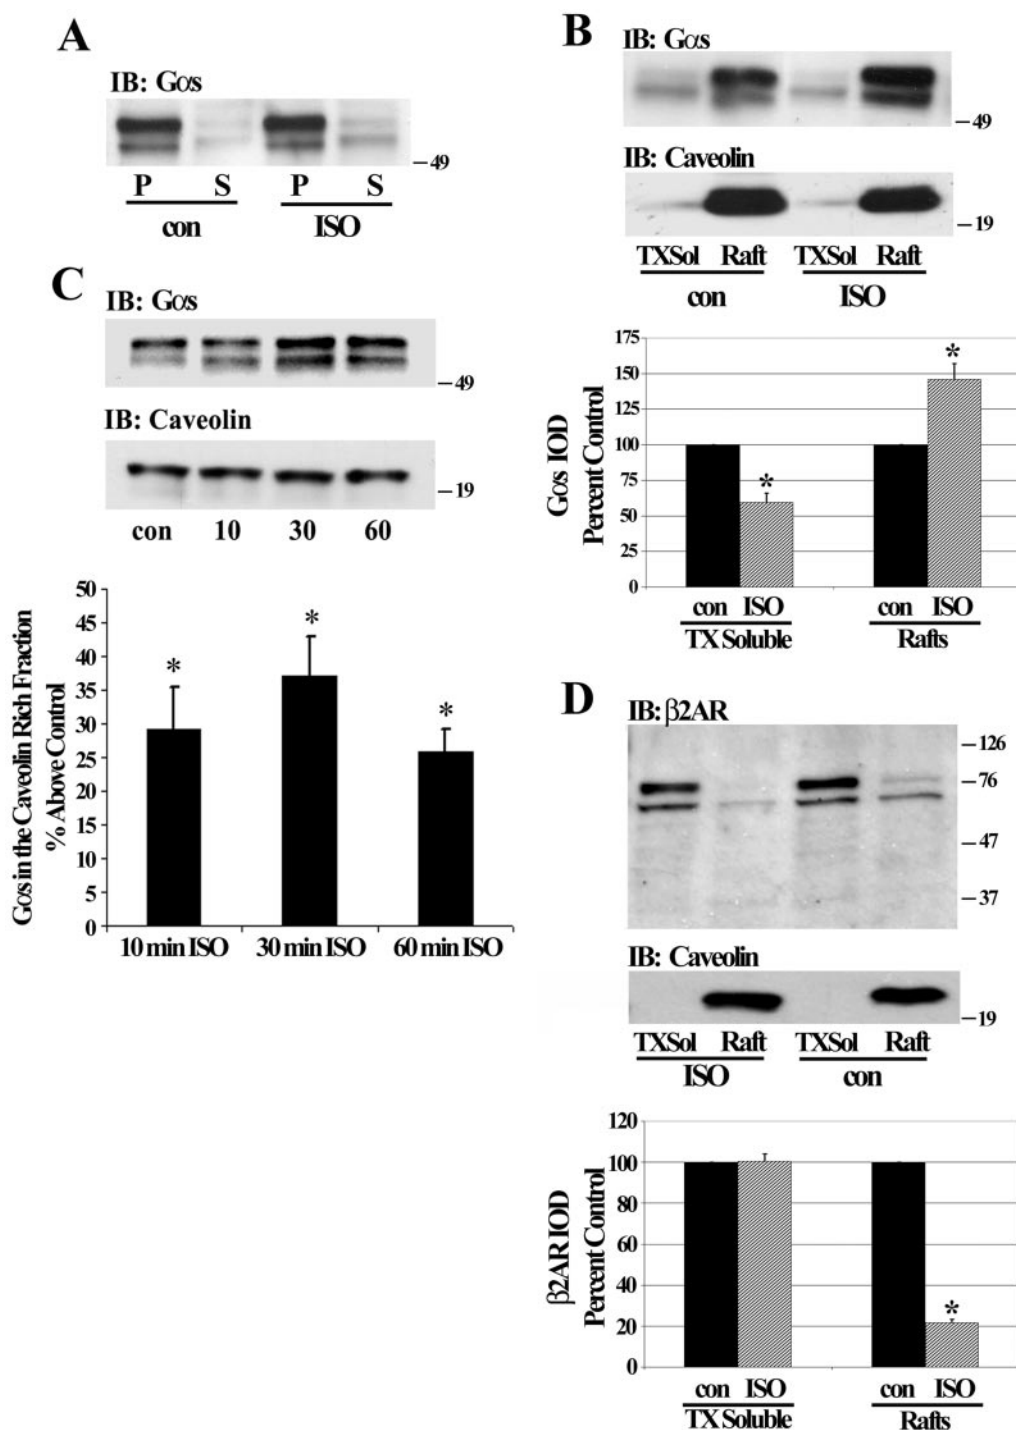 A
IB: Gαs
–49
P S P S
con ISO
B
IB: Gαs
–49
IB: Caveolin
–19
TXSol Raft TXSol Raft
con ISO
Gαs IOD
Percent Control
175
150
125
100
75
50
25
0
*
*
con ISO con ISO
TX Soluble Rafts
C
IB: Gαs
–49
IB: Caveolin
–19
con 10 30 60
Gαs in the Caveolin Rich Fraction
% Above Control
50
45
40
35
30
25
20
15
10
5
0
* * *
10 min ISO 30 min ISO 60 min ISO
D
IB: β2AR
–126
–76
–47
–37
IB: Caveolin
–19
TXSol Raft TXSol Raft
ISO con
β2AR IOD
Percent Control
120
100
80
60
40
20
0
*
con ISO con ISO
TX Soluble Rafts